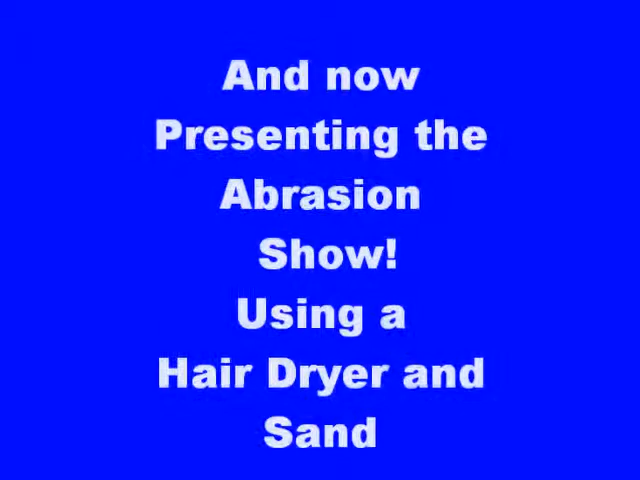 And now
Presenting the
Abrasion
Show!
Using a
Hair Dryer and
Sand